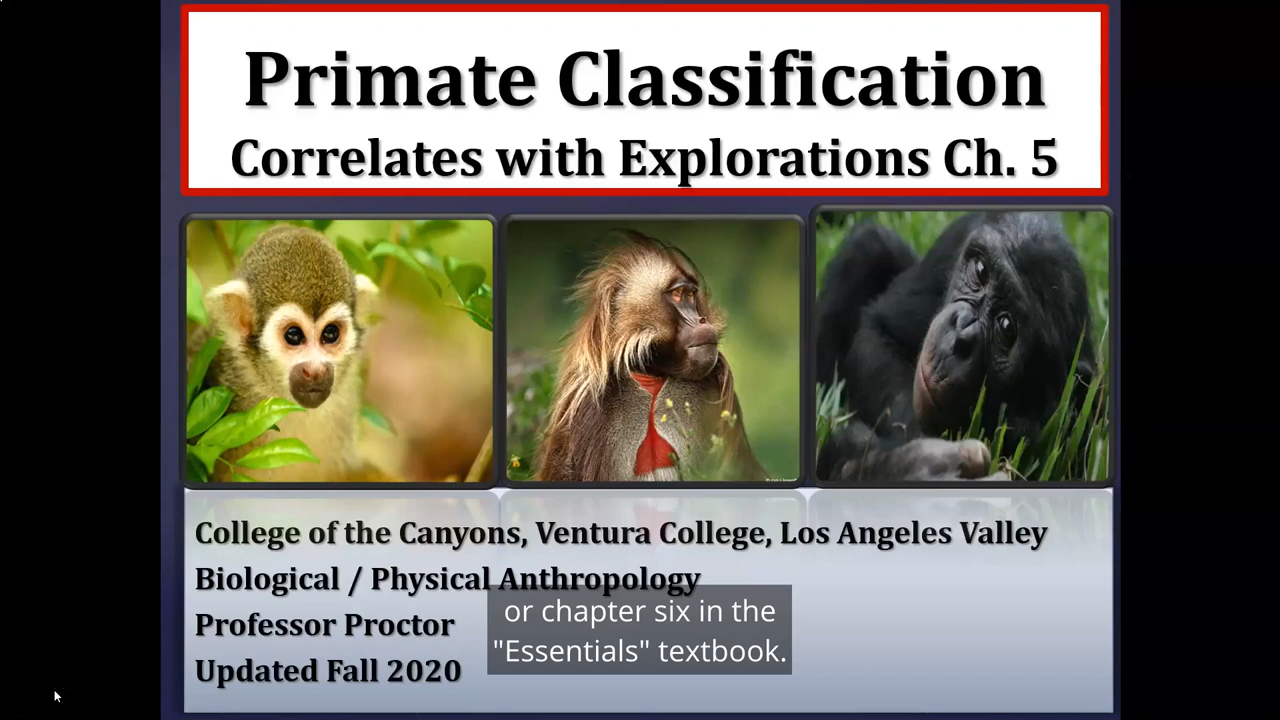 Primate Classification
Correlates with Explorations Ch. 5
College of the Canyons, Ventura College, Los Angeles Valley
Biological / Physical Anthropology
Professor Proctor
Updated Fall 2020
or chapter six in the
"Essentials" textbook.